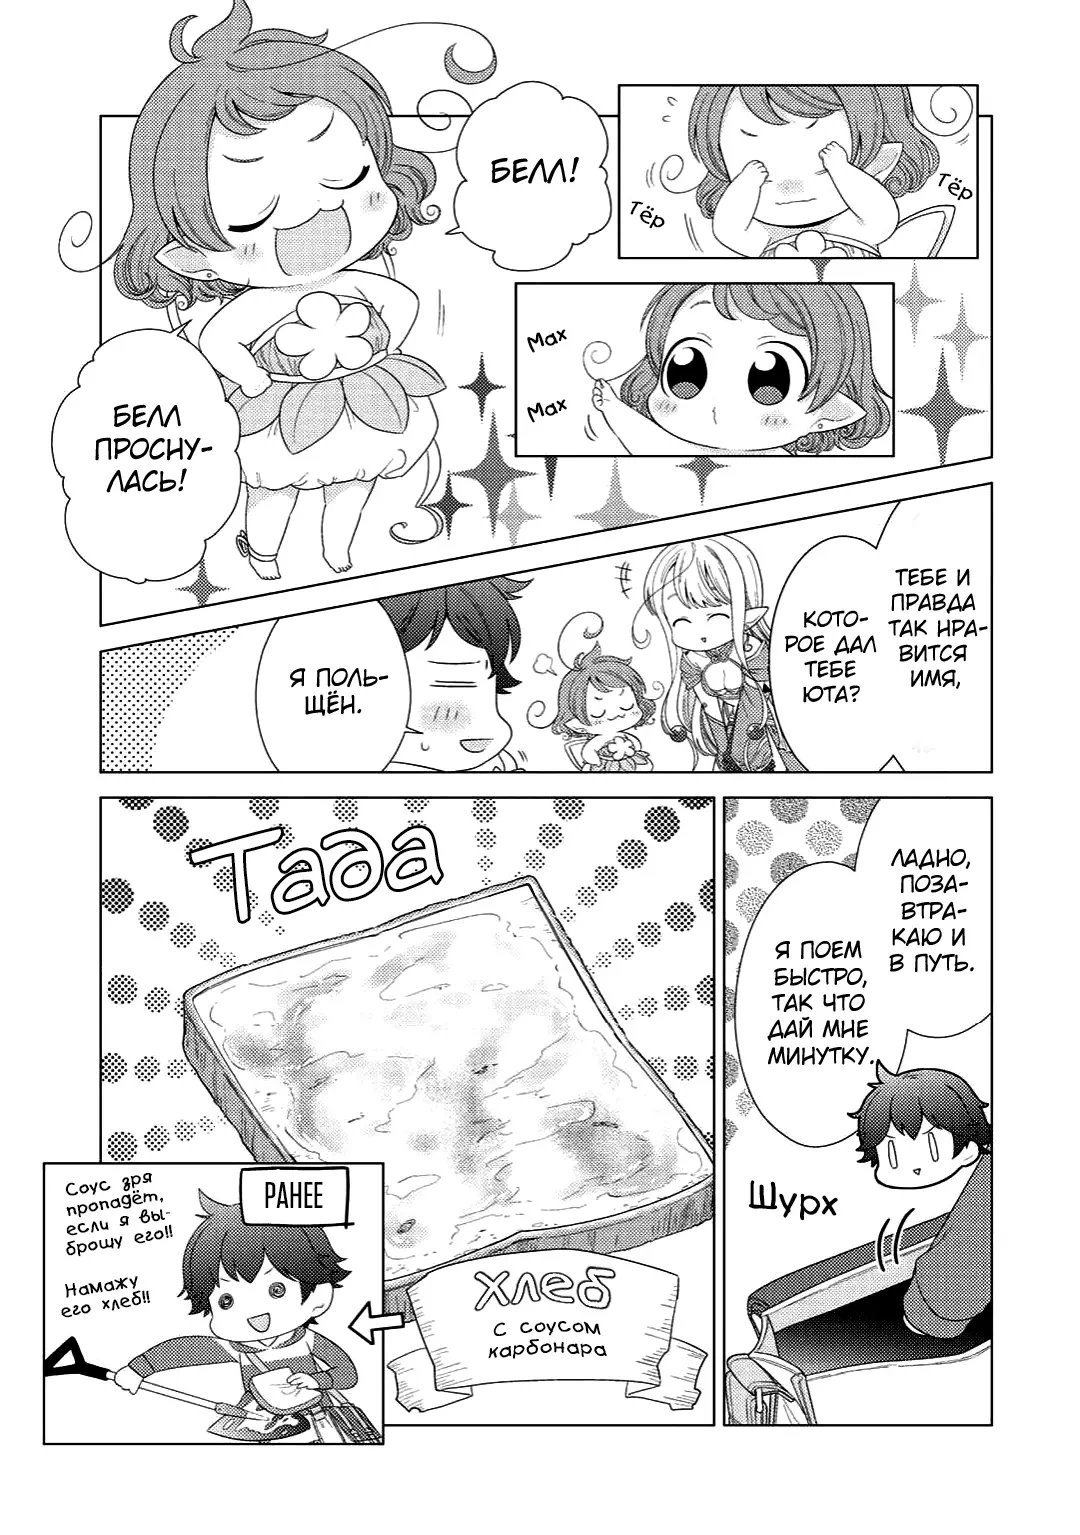 Тёр
Тёр
Мах
Мах
БЕЛЛ!
БЕЛЛ
ПРОСНУ-
ЛАСЬ!
ТЕБЕ И
ПРАВДА
ТАК НРА-
ВИТСЯ
ИМЯ,
КОТО-
РОЕ ДАЛ
ТЕБЕ
ЮТА?
Я ПОЛЬ-
ЩЁН.
ЛАДНО,
ПОЗА-
ВТРА-
КАЮ И
В ПУТЬ.
Я ПОЕМ
БЫСТРО,
ТАК ЧТО
ДАЙ МНЕ
МИНУТКУ.
Шурх
Тада
Хлеб
с соусом
карбонара
РАНЕЕ
Соус зря
пропадёт,
если я вы-
брошу его!!
Намажу
его хлеб!!